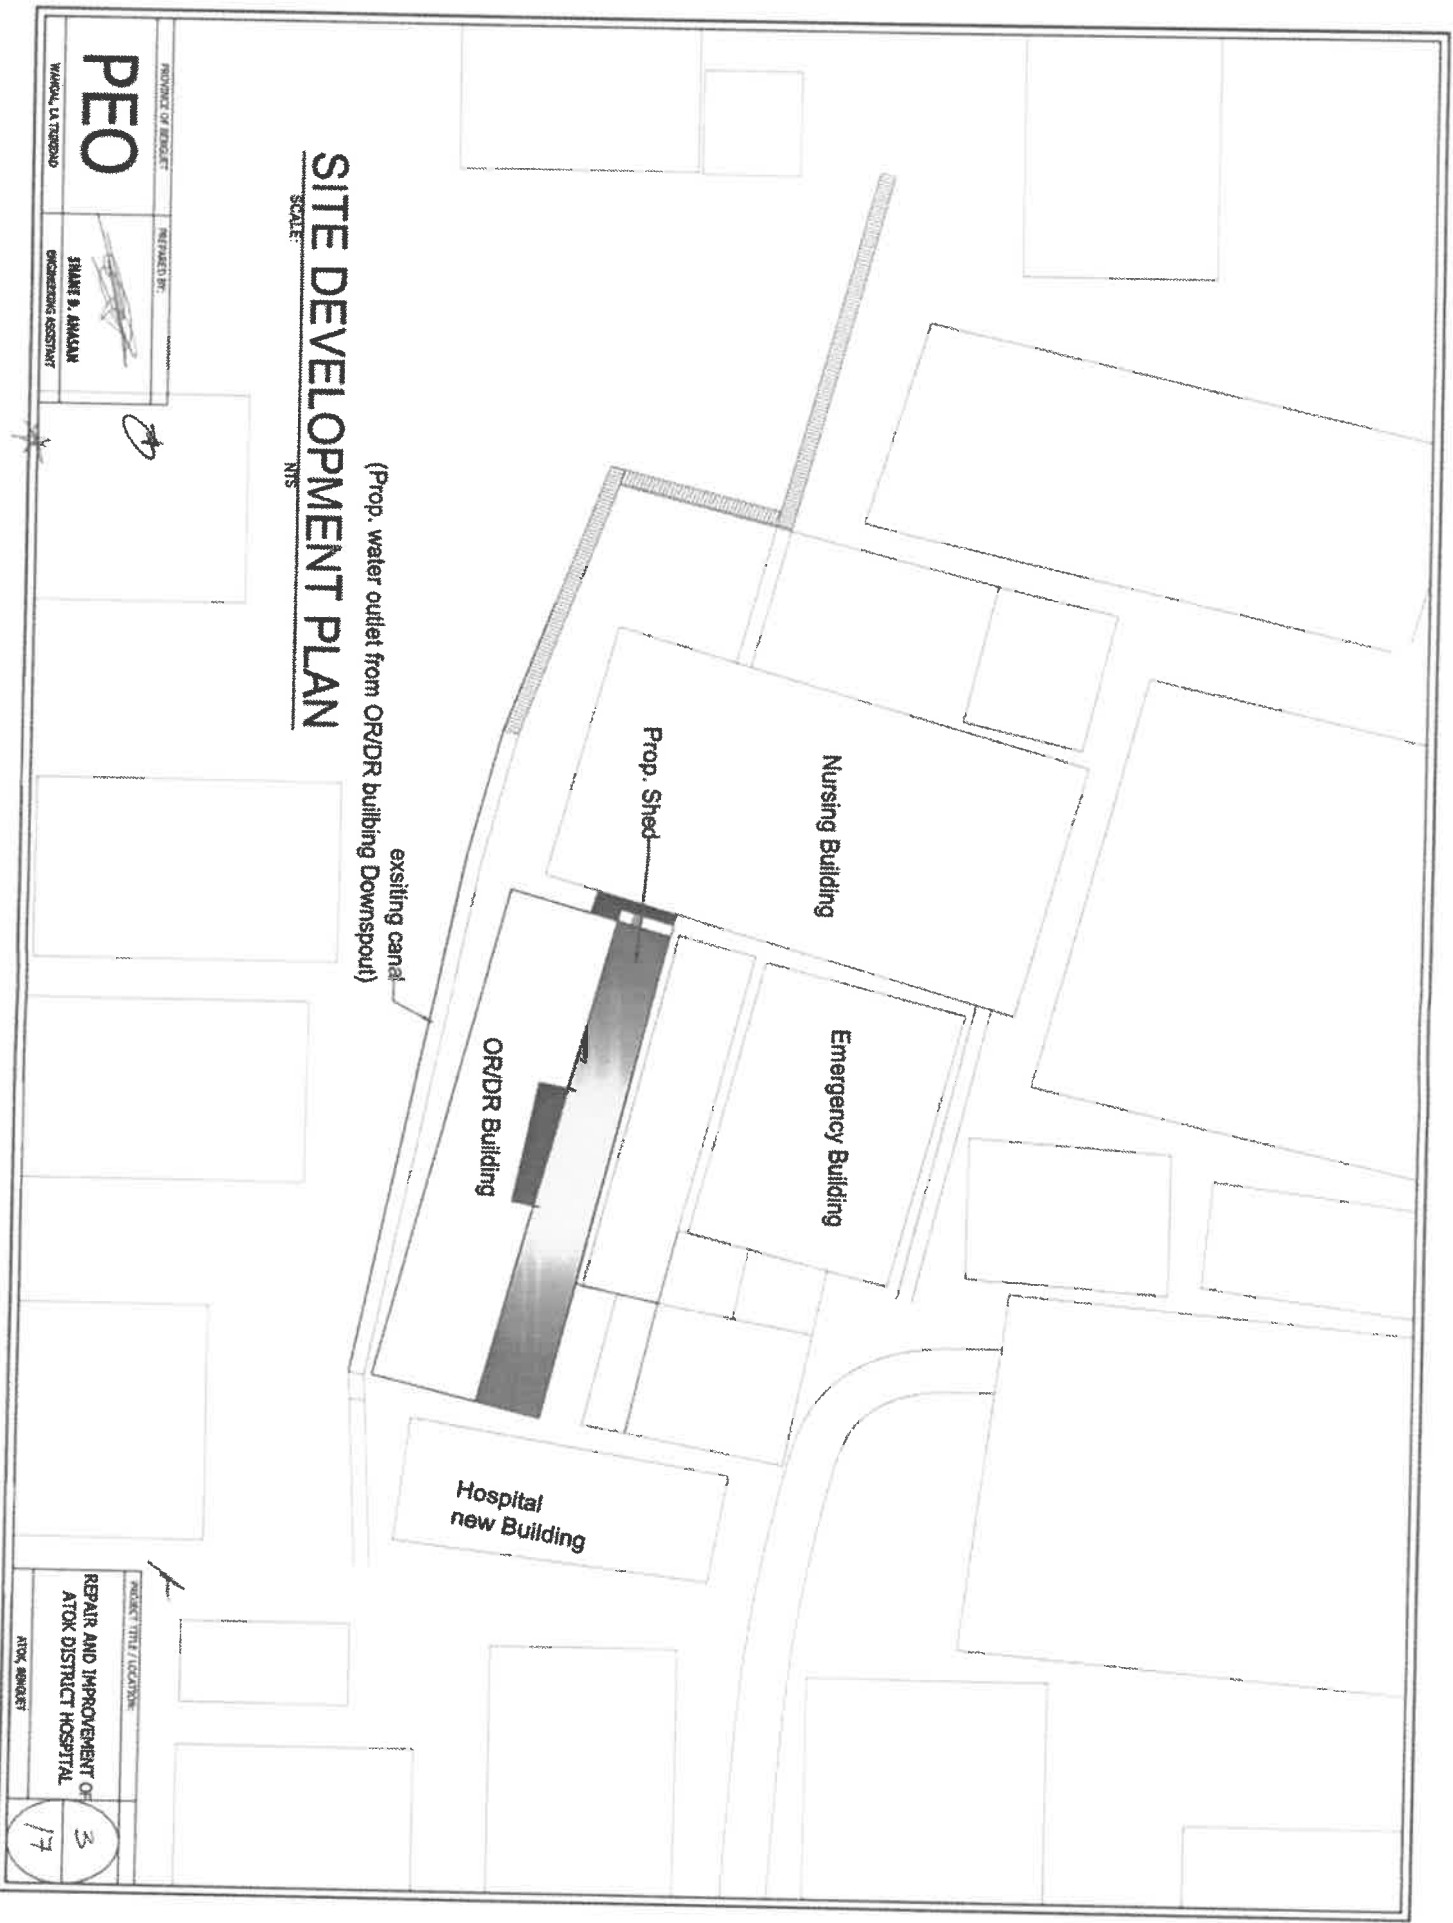 Nursing Building
Emergency Building
Prop. Shed
OR/DR Building
Hospital
new Building
exsiting canal
(Prop. water outlet from OR/DR builbing Downspout)
SITE DEVELOPMENT PLAN
SCALE:
NTS
PROVINCE OF BENGUET
PEO
WANGAL, LA TRINIDAD
PREPARED BY:
ENGINEERING ASSISTANT
PROJECT TITLE / LOCATION:
REPAIR AND IMPROVEMENT OF
ATOK DISTRICT HOSPITAL
ATOK, BENGUET
3
17